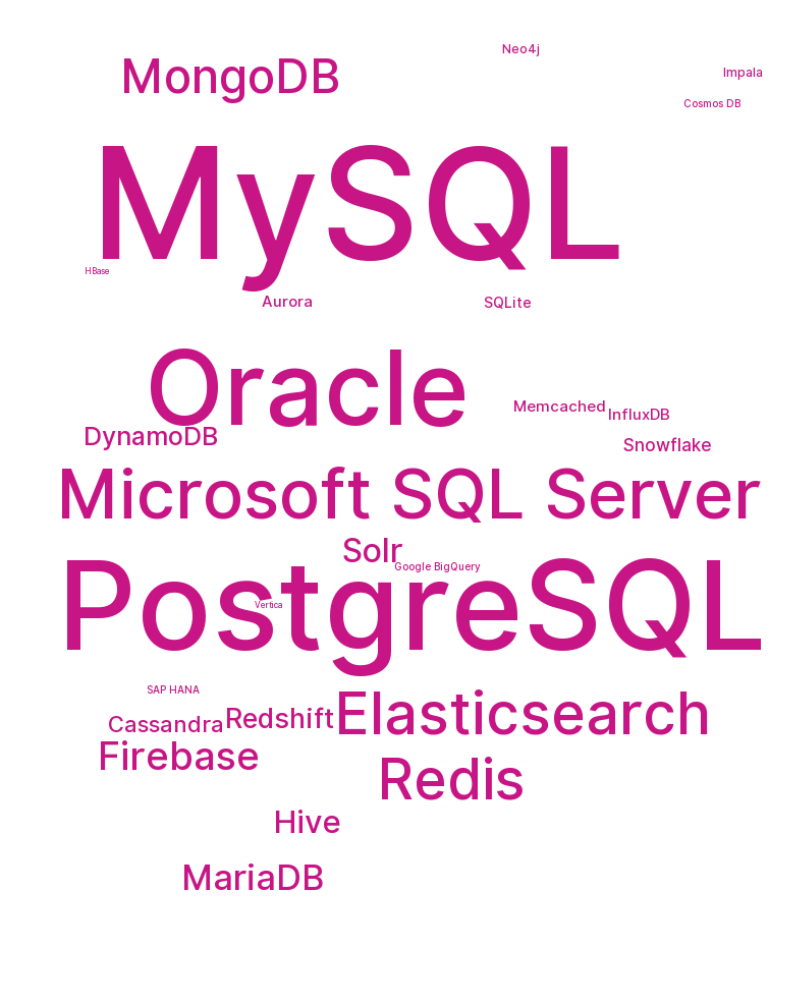 Neo4j
MongoDB
Impala
Cosmos DB
MySQL
HBase
Aurora
SQLite
Oracle
Memcached
InfluxDB
DynamoDB
Snowflake
Microsoft SQL Server
Solr
Google BigQuery
PostgreSQL
Vertica
SAP HANA
Elasticsearch
Redshift
Cassandra
Firebase
Redis
Hive
MariaDB